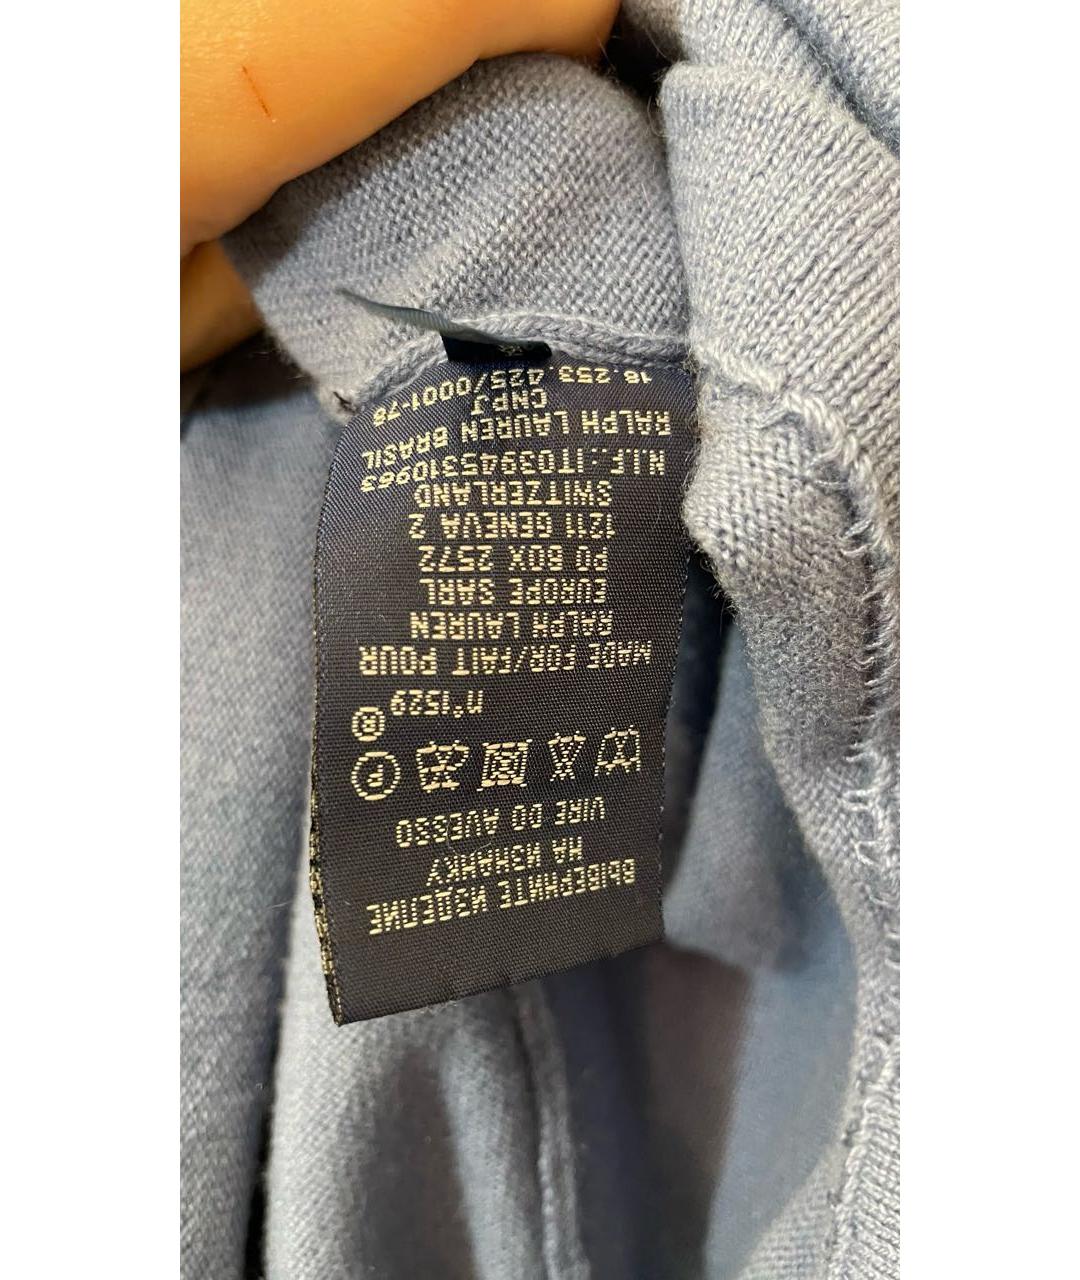 ВЫВЕРНИТЕ ИЗДЕЛИЕ
НА ИЗНАНКУ
VIRE DO AVESSO
P
n°1529 ®
MADE FOR/FAIT POUR
RALPH LAUREN
EUROPE SARL
PO BOX 2572
1211 GENEVA 2
SWITZERLAND
N.I.F.: IT03945310963
RALPH LAUREN BRASIL
CNPJ
16.253.425/0001-78